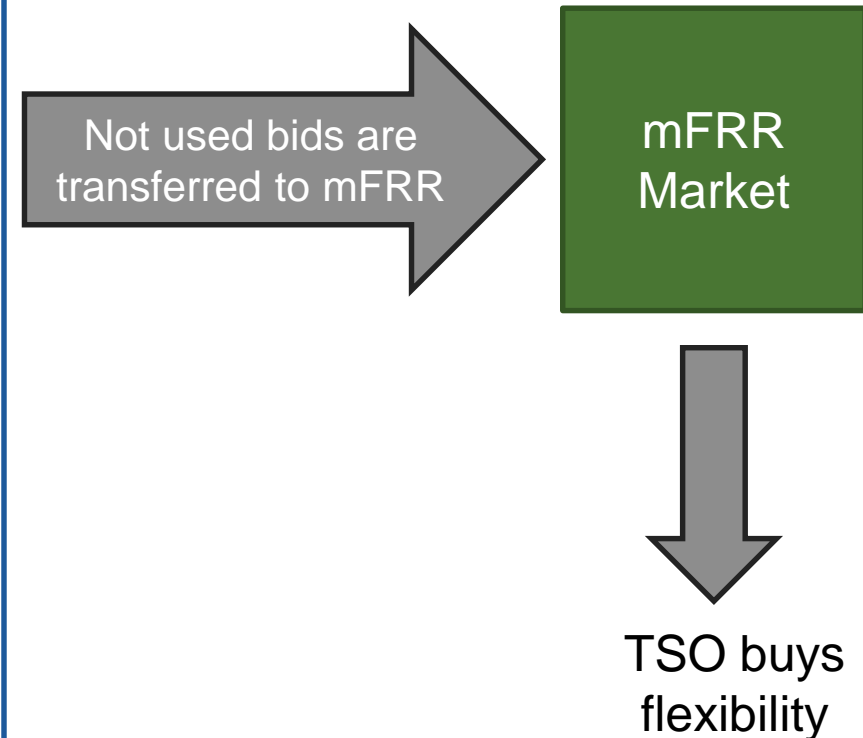 Not used bids are
transferred to mFRR
mFRR
Market
TSO buys
flexibility